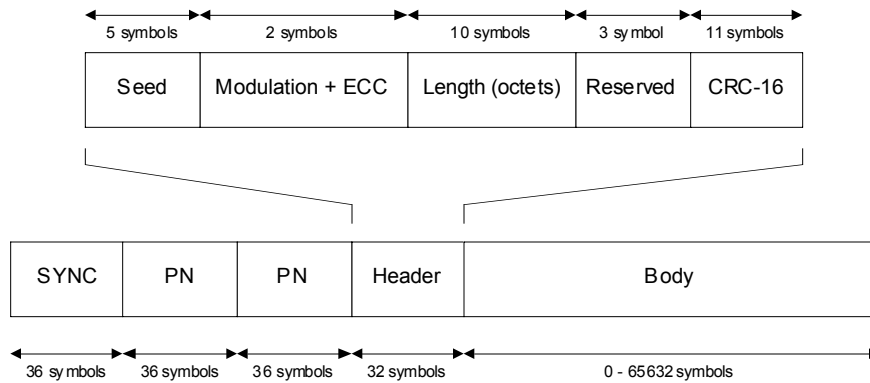 5 symbols 2 symbols 10 symbols 3 symbol 11 symbols
Seed Modulation + ECC Length (octets) Reserved CRC-16
SYNC PN PN Header Body
36 symbols 36 symbols 36 symbols 32 symbols 0 - 65632 symbols